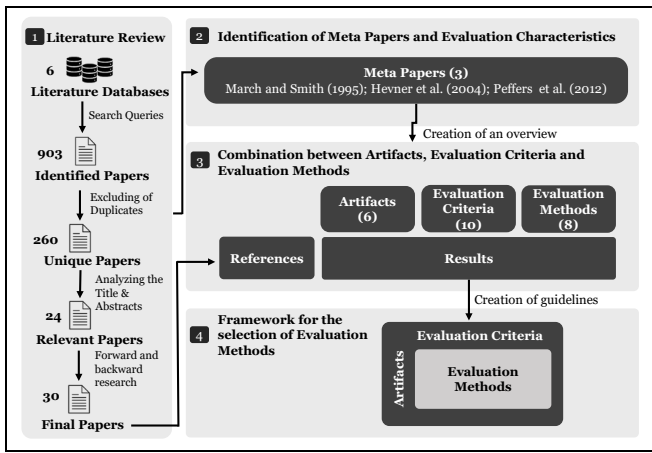 1 Literature Review
6
Literature Databases
Search Queries
903
Identified Papers
Excluding of
Duplicates
260
Unique Papers
Analyzing the
Title &
Abstracts
24
Relevant Papers
Forward and
backward
research
30
Final Papers
2 Identification of Meta Papers and Evaluation Characteristics
Meta Papers (3)
March and Smith (1995); Hevner et al. (2004); Peffers et al. (2012)
Creation of an overview
3 Combination between Artifacts, Evaluation Criteria and
Evaluation Methods
Artifacts
(6)
Evaluation
Criteria
(10)
Evaluation
Methods
(8)
References
Results
Creation of guidelines
4 Framework for the
selection of Evaluation
Methods
Evaluation Criteria
Artifacts
Evaluation
Methods